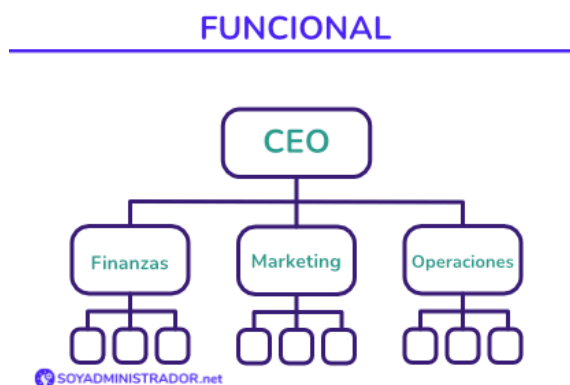 FUNCIONAL
CEO
Finanzas
Marketing
Operaciones
SOYADMINISTRADOR.net